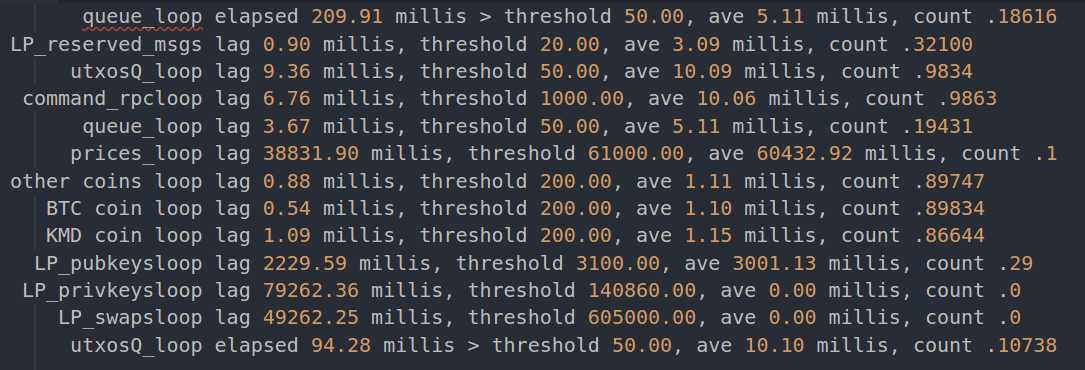 queue_loop elapsed 209.91 millis > threshold 50.00, ave 5.11 millis, count .18616
LP_reserved_msgs lag 0.90 millis, threshold 20.00, ave 3.09 millis, count .32100
utxosQ_loop lag 9.36 millis, threshold 50.00, ave 10.09 millis, count .9834
command_rpcloop lag 6.76 millis, threshold 1000.00, ave 10.06 millis, count .9863
queue_loop lag 3.67 millis, threshold 50.00, ave 5.11 millis, count .19431
prices_loop lag 38831.90 millis, threshold 61000.00, ave 60432.92 millis, count .1
other coins loop lag 0.88 millis, threshold 200.00, ave 1.11 millis, count .89747
BTC coin loop lag 0.54 millis, threshold 200.00, ave 1.10 millis, count .89834
KMD coin loop lag 1.09 millis, threshold 200.00, ave 1.15 millis, count .86644
LP_pubkeysloop lag 2229.59 millis, threshold 3100.00, ave 3001.13 millis, count .29
LP_privkeysloop lag 79262.36 millis, threshold 140860.00, ave 0.00 millis, count .0
LP_swapsloop lag 49262.25 millis, threshold 605000.00, ave 0.00 millis, count .0
utxosQ_loop elapsed 94.28 millis > threshold 50.00, ave 10.10 millis, count .10738